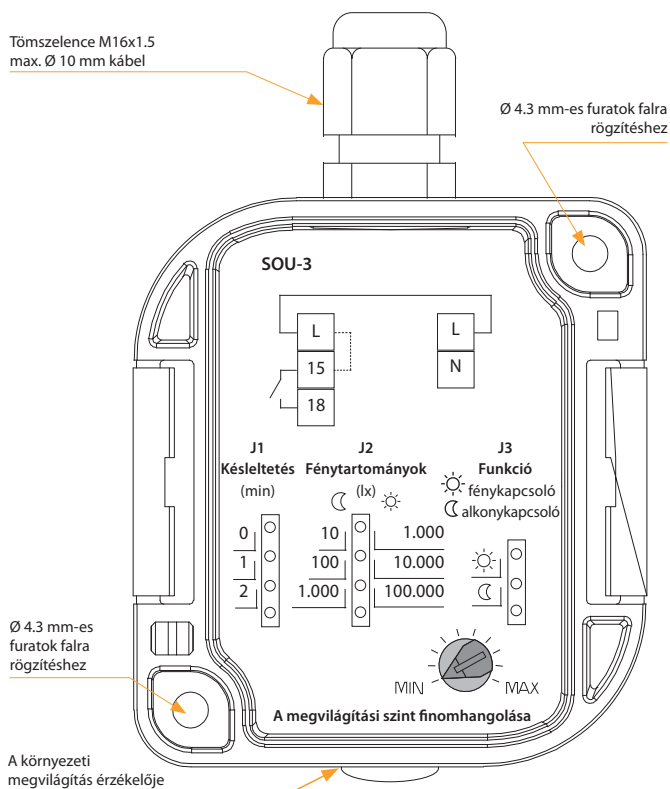 Tömszelence M16x1.5
max. Ø 10 mm kábel
Ø 4.3 mm-es furatok falra
rögzítéshez
SOU-3
L L
15 N
18
J1 J2 J3
Késleltetés Fénytartományok Funkció
(min) (lx) fénykapcsoló
alkonykapcsoló
0 10 1.000
1 100 10.000
2 1.000 100.000
MIN MAX
A megvilágítási szint finomhangolása
Ø 4.3 mm-es
furatok falra
rögzítéshez
A környezeti
megvilágítás érzékelője